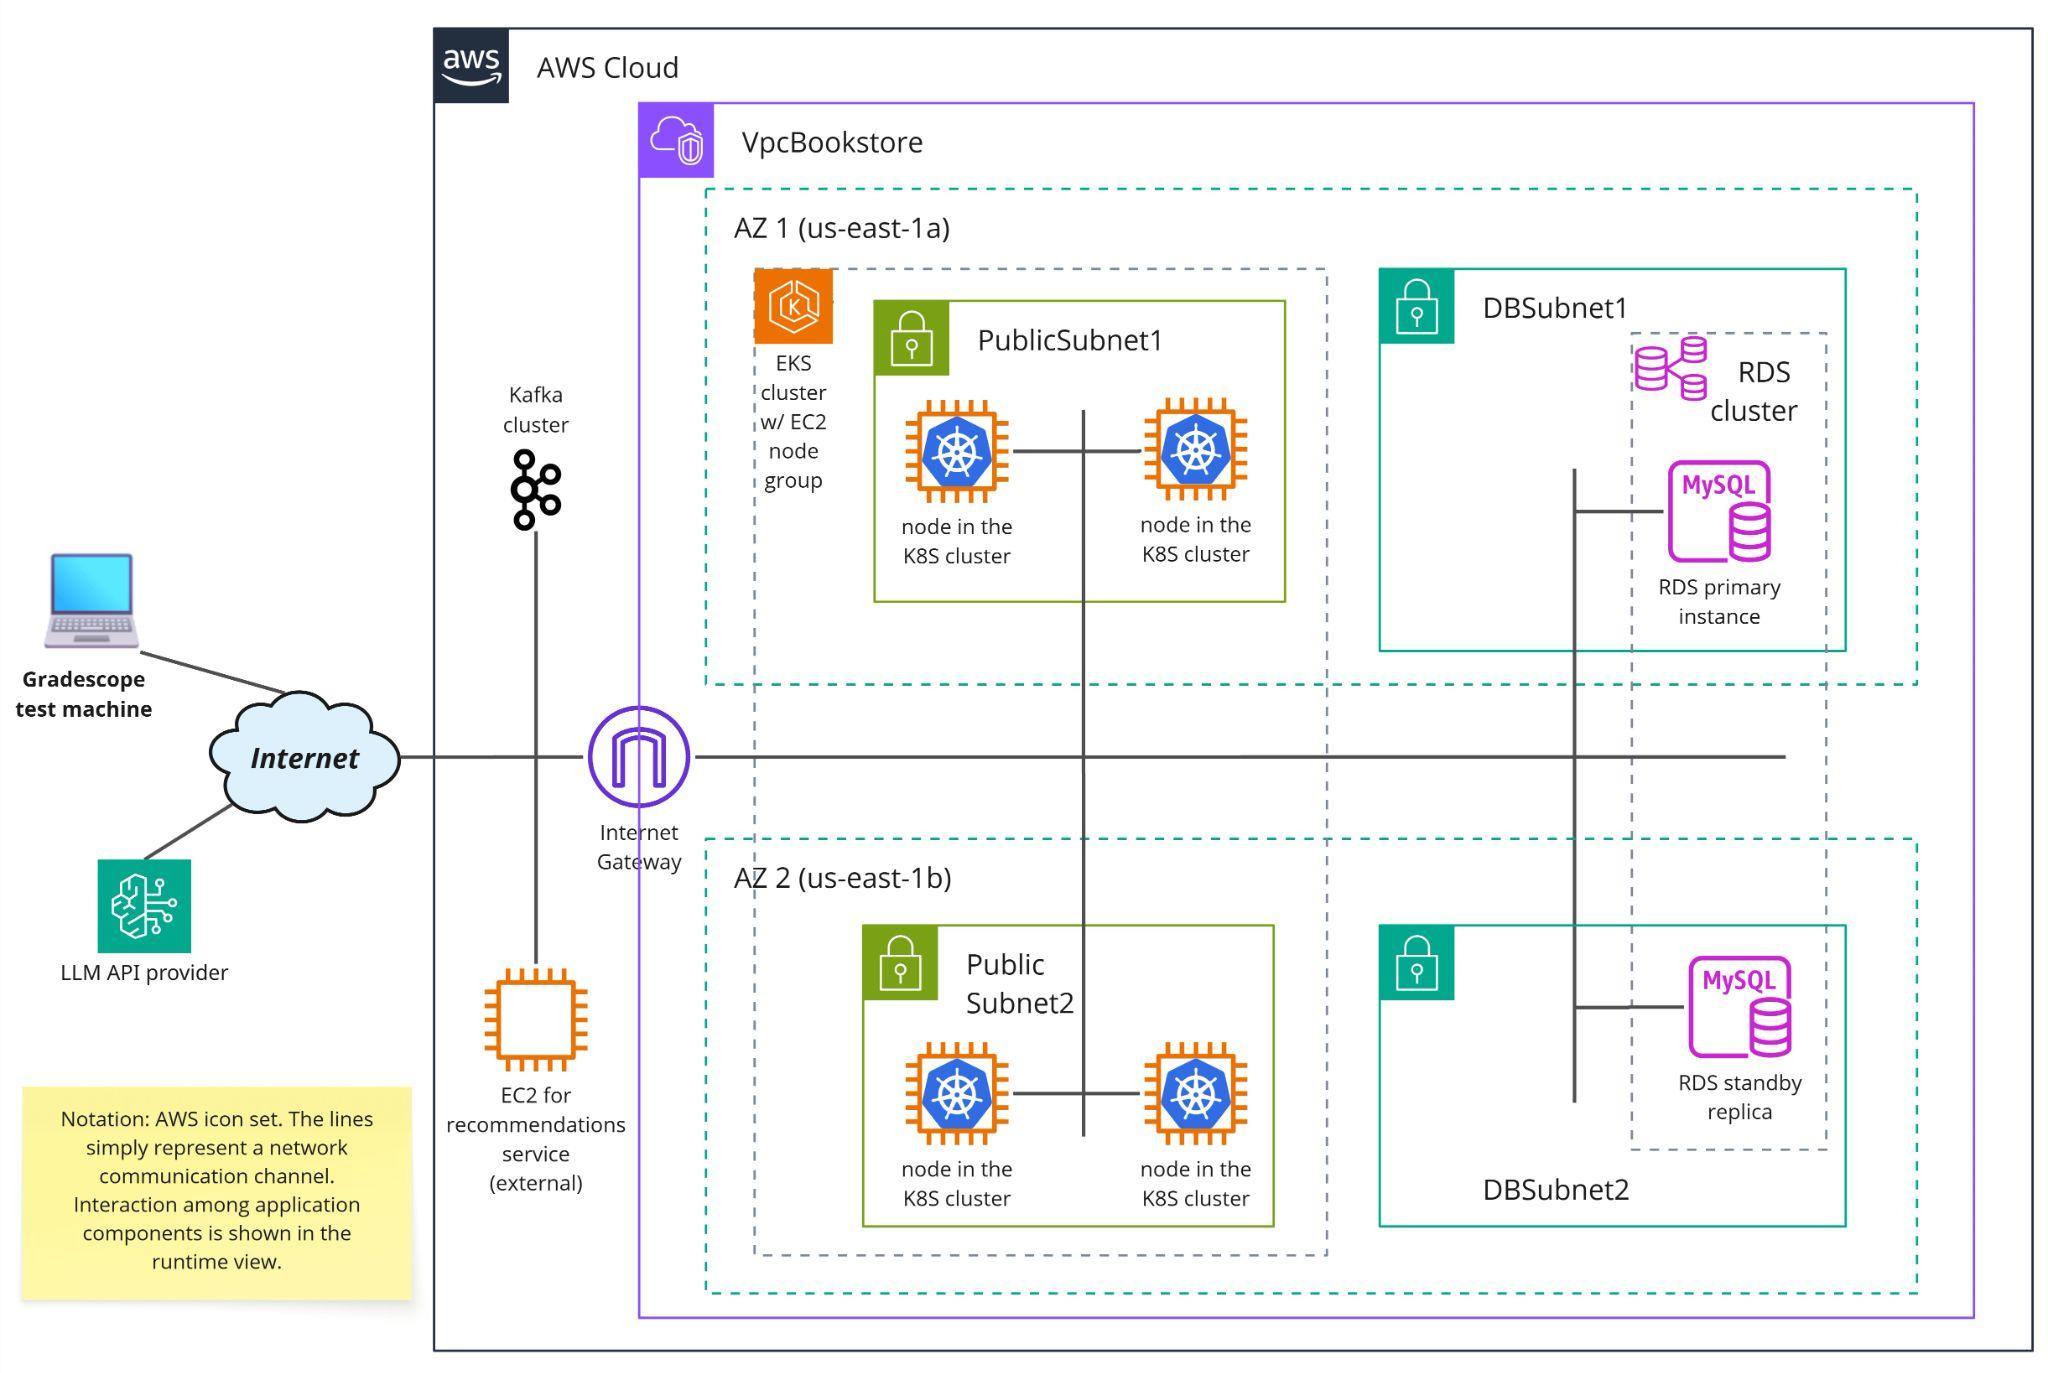 aws
AWS Cloud
VpcBookstore
AZ 1 (us-east-1a)
K
EKS
cluster
w/ EC2
node
group
PublicSubnet1
node in the
K8S cluster
node in the
K8S cluster
DBSubnet1
RDS
cluster
MySQL
RDS primary
instance
Kafka
cluster
Gradescope
test machine
Internet
LLM API provider
Internet
Gateway
EC2 for
recommendations
service
(external)
AZ 2 (us-east-1b)
Public
Subnet2
node in the
K8S cluster
node in the
K8S cluster
MySQL
RDS standby
replica
DBSubnet2
Notation: AWS icon set. The lines
simply represent a network
communication channel.
Interaction among application
components is shown in the
runtime view.